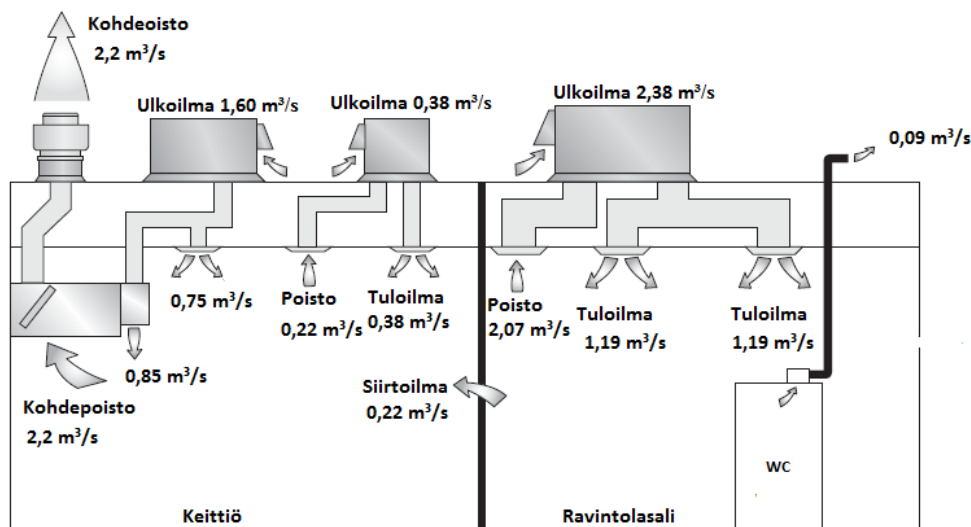 Kohdeoisto
2,2 m³/s
Ulkoilma 1,60 m³/s
Ulkoilma 0,38 m³/s
Ulkoilma 2,38 m³/s
0,09 m³/s
0,75 m³/s
Poisto
0,22 m³/s
Tuloilma
0,38 m³/s
Poisto
2,07 m³/s
Tuloilma
1,19 m³/s
Tuloilma
1,19 m³/s
0,85 m³/s
Siirtoilma
0,22 m³/s
Kohdepoisto
2,2 m³/s
WC
Keittiö
Ravintolasali